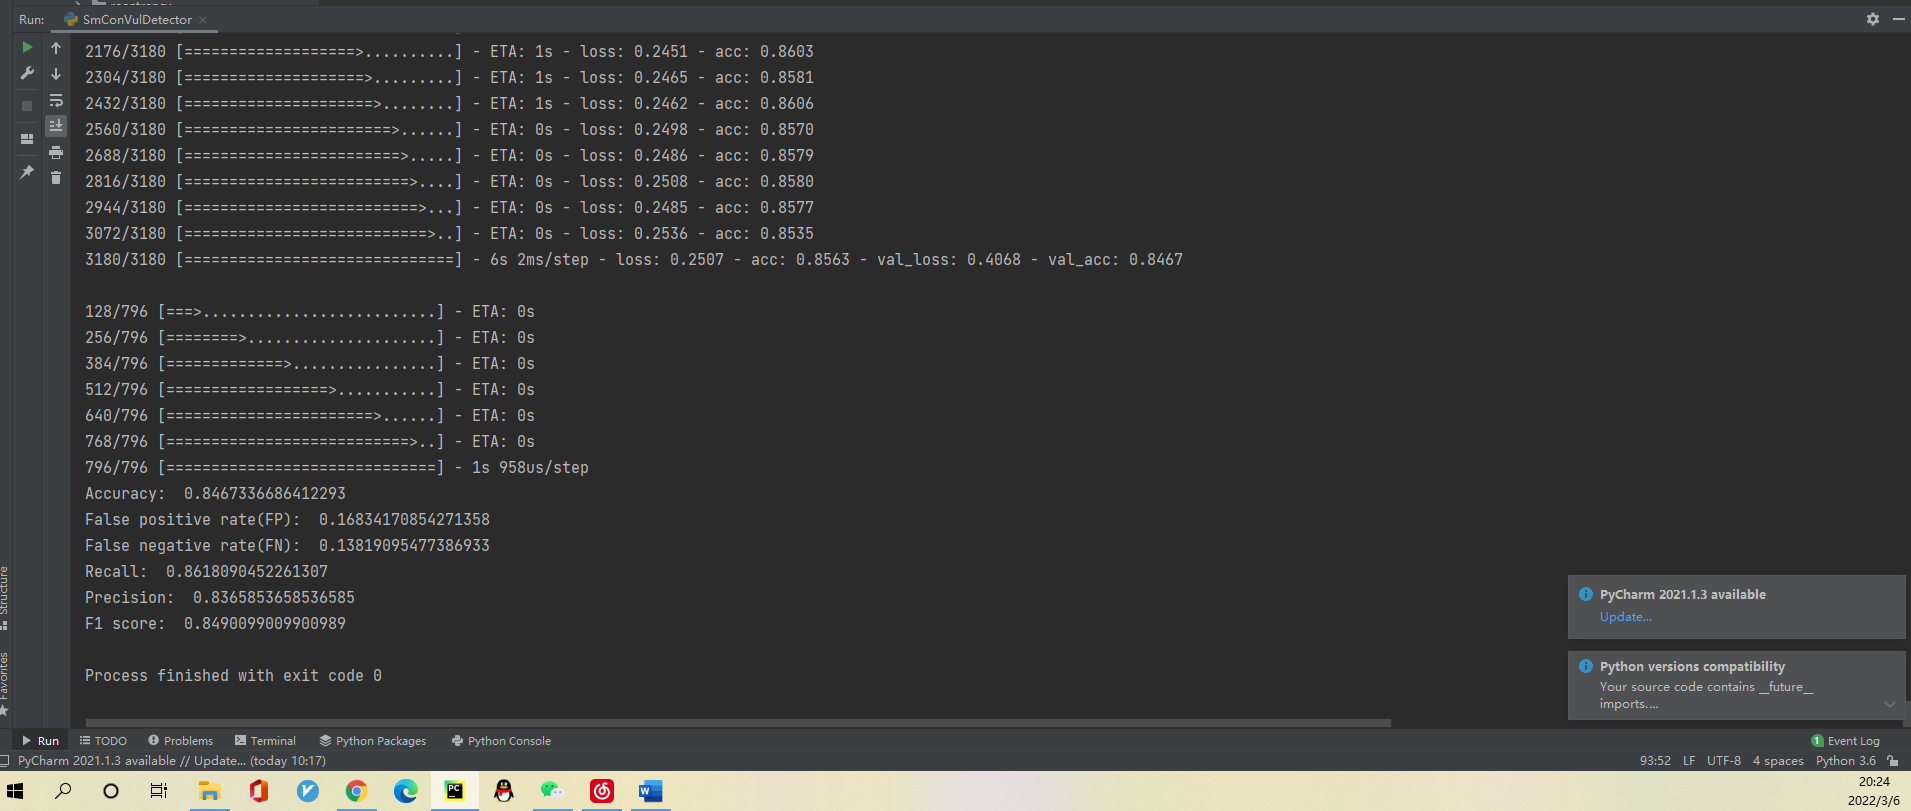 Run: SmConVulDetector
2176/3180 [===================>..........] - ETA: 1s - loss: 0.2451 - acc: 0.8603
2304/3180 [====================>.........] - ETA: 1s - loss: 0.2465 - acc: 0.8581
2432/3180 [=====================>........] - ETA: 1s - loss: 0.2462 - acc: 0.8606
2560/3180 [=======================>......] - ETA: 0s - loss: 0.2498 - acc: 0.8570
2688/3180 [========================>.....] - ETA: 0s - loss: 0.2486 - acc: 0.8579
2816/3180 [=========================>....] - ETA: 0s - loss: 0.2508 - acc: 0.8580
2944/3180 [==========================>...] - ETA: 0s - loss: 0.2485 - acc: 0.8577
3072/3180 [===========================>..] - ETA: 0s - loss: 0.2536 - acc: 0.8535
3180/3180 [==============================] - 6s 2ms/step - loss: 0.2507 - acc: 0.8563 - val_loss: 0.4068 - val_acc: 0.8467
128/796 [===>..........................] - ETA: 0s
256/796 [========>.....................] - ETA: 0s
384/796 [=============>................] - ETA: 0s
512/796 [==================>...........] - ETA: 0s
640/796 [=======================>......] - ETA: 0s
768/796 [===========================>..] - ETA: 0s
796/796 [==============================] - 1s 958us/step
Accuracy:  0.8467336686412293
False positive rate(FP):  0.16834170854271358
False negative rate(FN):  0.13819095477386933
Recall:  0.8618090452261307
Precision:  0.8365853658536585
F1 score:  0.8490099009900989
Process finished with exit code 0
Structure
Favorites
PyCharm 2021.1.3 available
Update...
Python versions compatibility
Your source code contains __future__
imports....
Run TODO Problems Terminal Python Packages Python Console 1 Event Log
PyCharm 2021.1.3 available // Update... (today 10:17) 93:52 LF UTF-8 4 spaces Python 3.6
20:24
2022/3/6